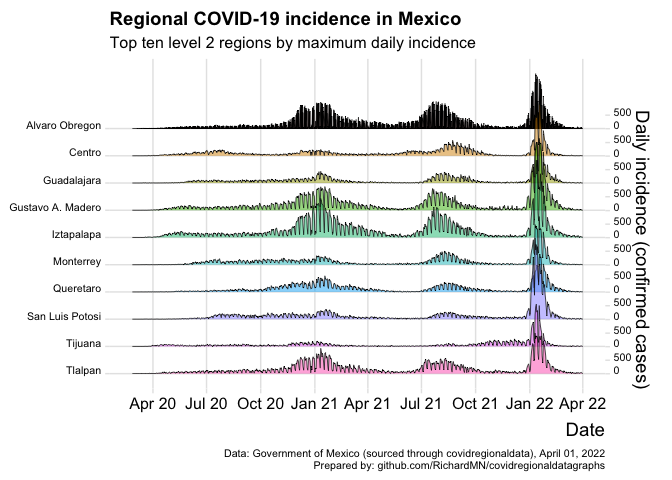 Regional COVID-19 incidence in Mexico
Top ten level 2 regions by maximum daily incidence
Alvaro Obregon
500
0
Centro
500
0
Guadalajara
500
0
Gustavo A. Madero
500
0
Iztapalapa
500
0
Monterrey
500
0
Queretaro
500
0
San Luis Potosi
500
0
Tijuana
500
0
Tlalpan
500
0
Daily incidence (confirmed cases)
Apr 20 Jul 20 Oct 20 Jan 21 Apr 21 Jul 21 Oct 21 Jan 22 Apr 22
Date
Data: Government of Mexico (sourced through covidregionaldata), April 01, 2022
Prepared by: github.com/RichardMN/covidregionaldatagraphs